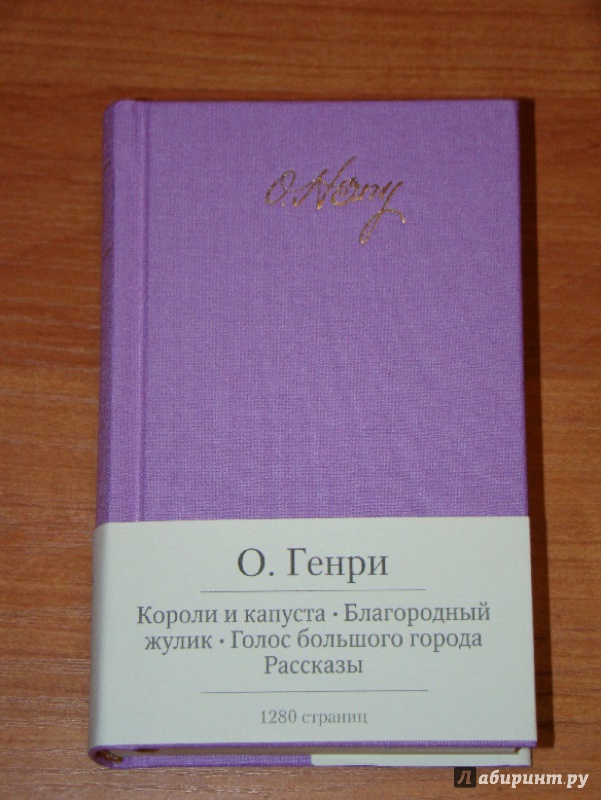 O. Henry
О. Генри
Короли и капуста • Благородный
жулик • Голос большого города
Рассказы
1280 страниц
Лабиринт.ру